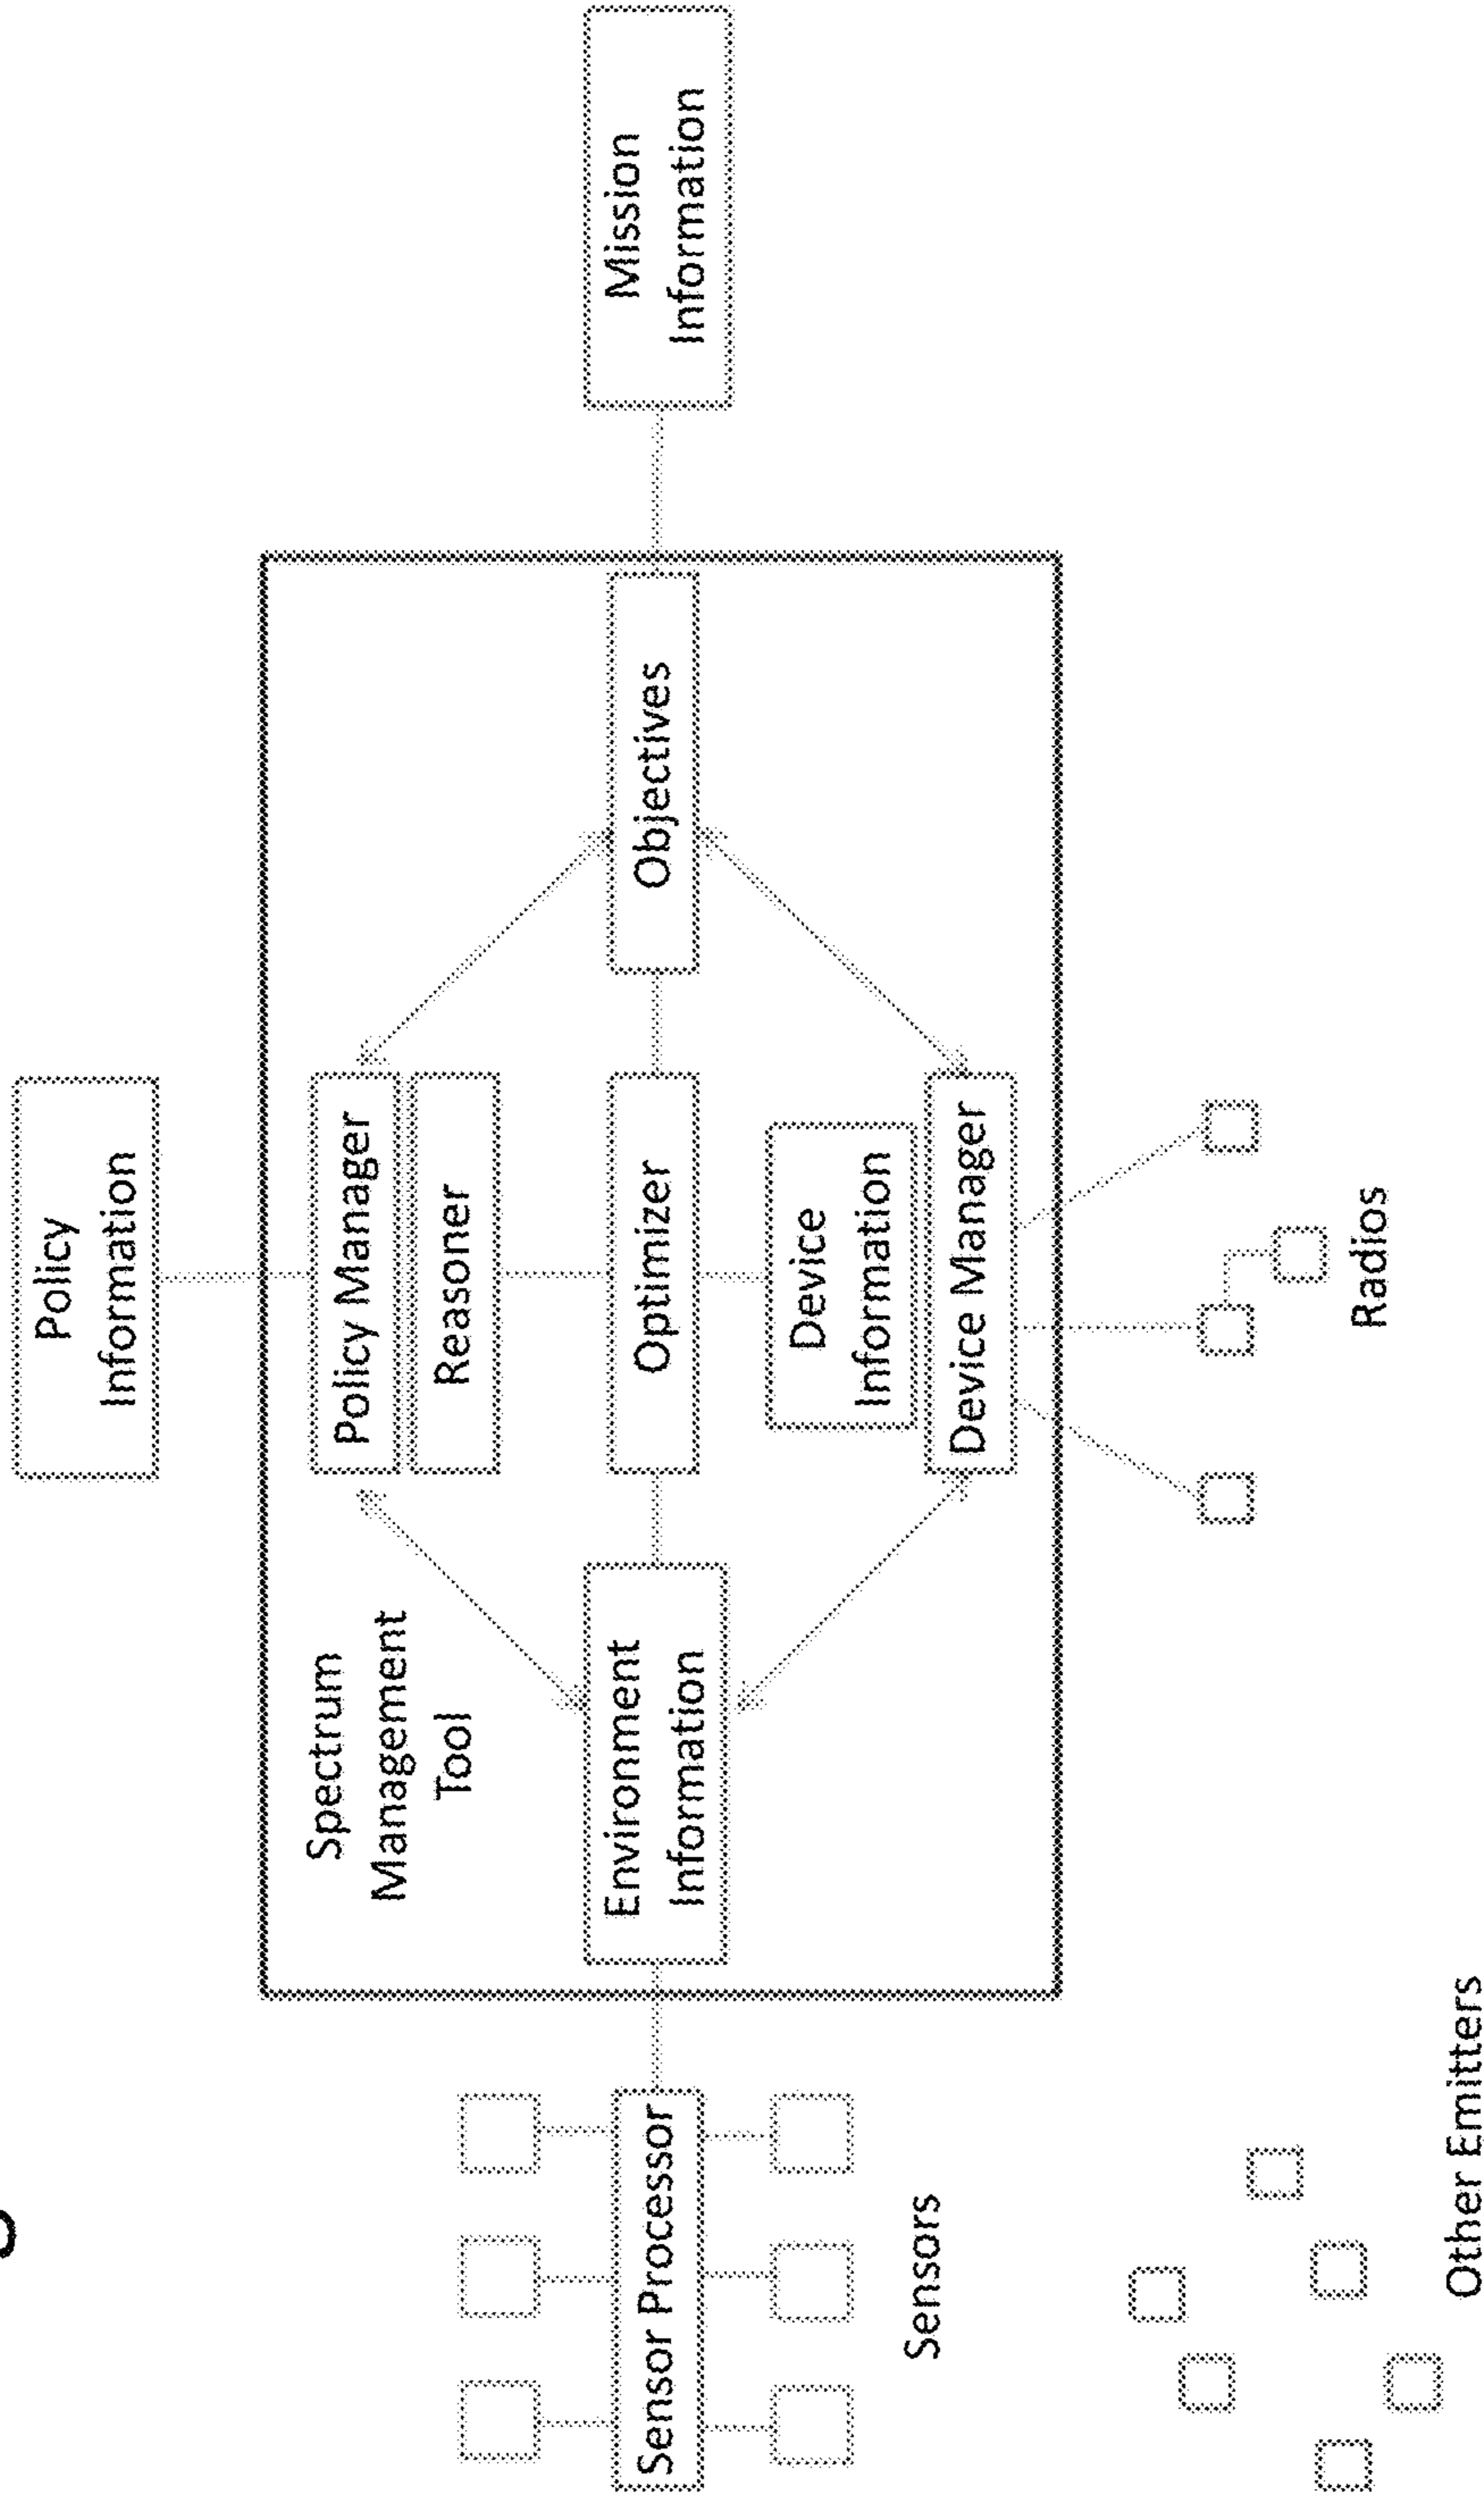 Policy
Information
Spectrum
Management
Tool
Policy Manager
Reasoner
Sensor Processor
Environment
Information
Optimizer
Objectives
Mission
Information
Device
Information
Device Manager
Sensors
Radios
Other Emitters